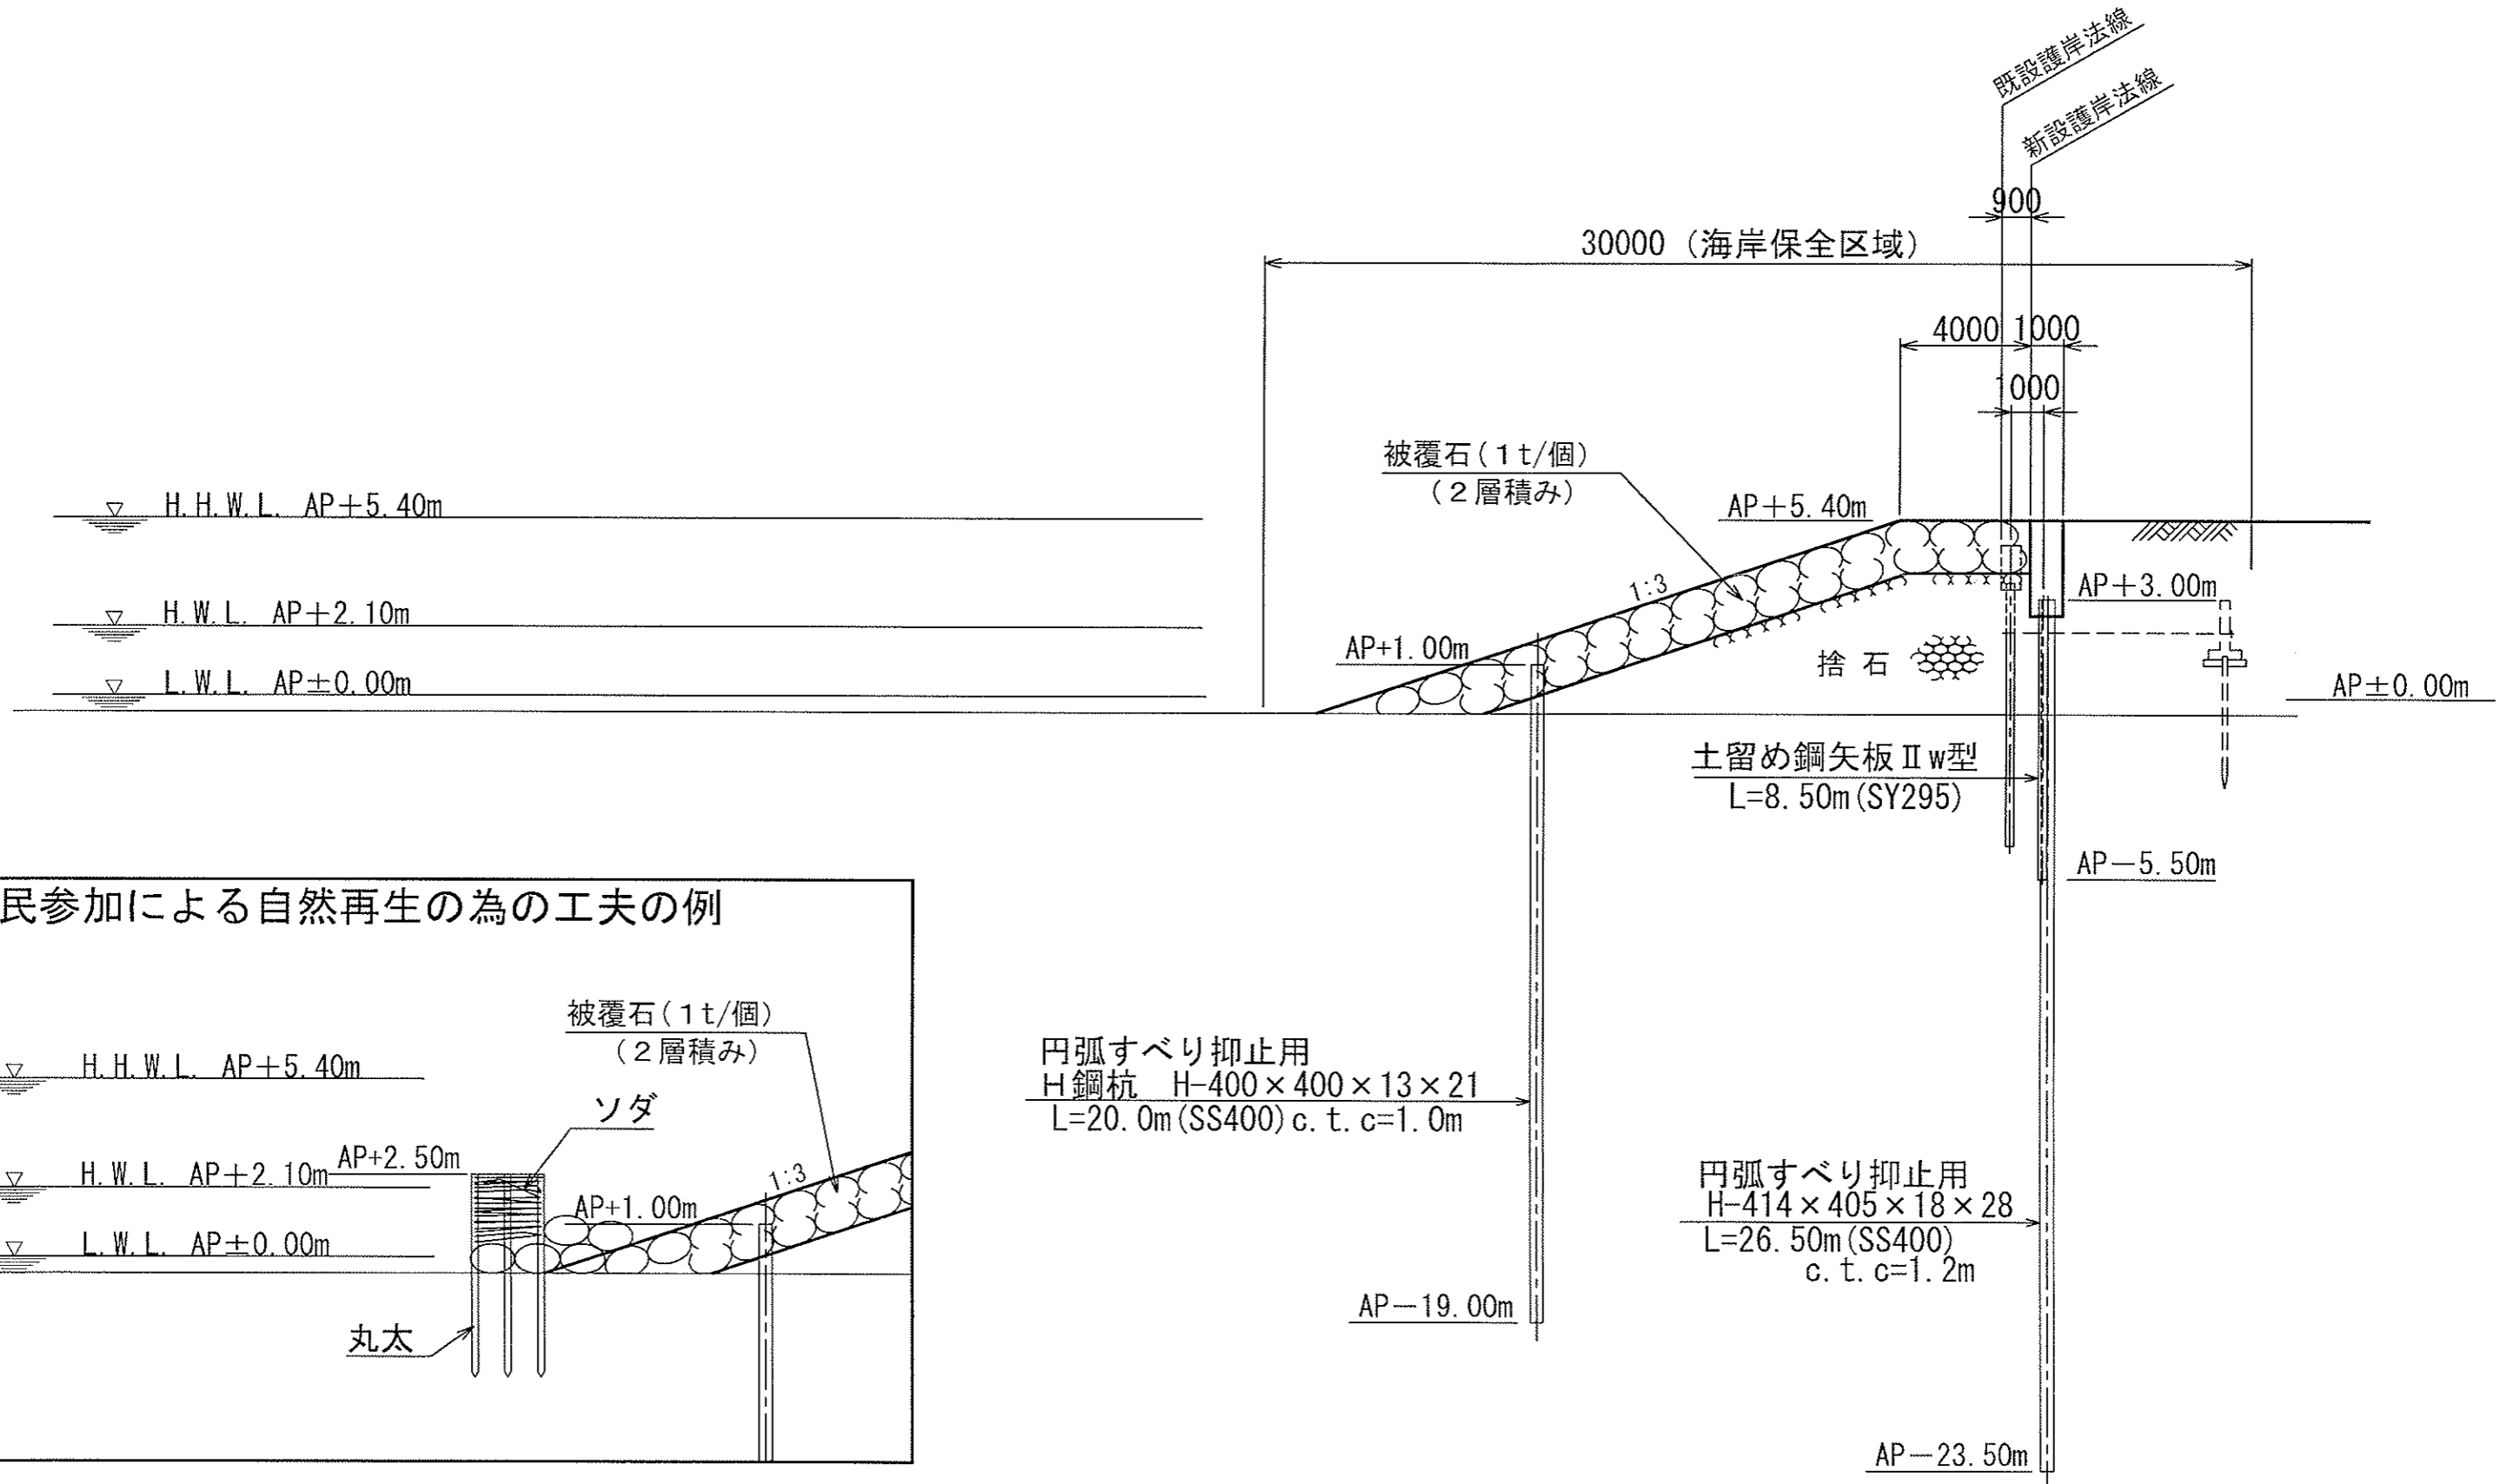 既設護岸法線
新設護岸法線
900
30000 (海岸保全区域)
4000 1000
1000
被覆石(1t/個)
(2層積み)
H.H.W.L. AP+5.40m
AP+5.40m
1:3
H.W.L. AP+2.10m
AP+3.00m
AP+1.00m
捨 石
L.W.L. AP±0.00m
AP±0.00m
土留め鋼矢板Ⅱw型
L=8.50m(SY295)
AP−5.50m
民参加による自然再生の為の工夫の例
被覆石(1t/個)
(2層積み)
H.H.W.L. AP+5.40m
ソダ
H.W.L. AP+2.10m
AP+2.50m
1:3
AP+1.00m
L.W.L. AP±0.00m
丸太
円弧すべり抑止用
H鋼杭 H-400×400×13×21
L=20.0m(SS400)c.t.c=1.0m
AP−19.00m
円弧すべり抑止用
H-414×405×18×28
L=26.50m(SS400)
c.t.c=1.2m
AP−23.50m